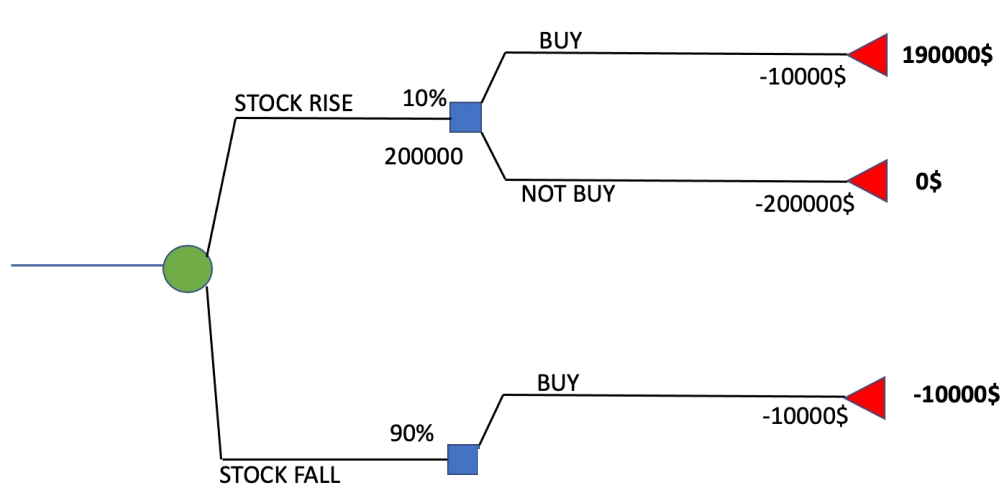 BUY
190000$
-10000$
STOCK RISE
10%
200000
NOT BUY
0$
-200000$
BUY
-10000$
-10000$
90%
STOCK FALL